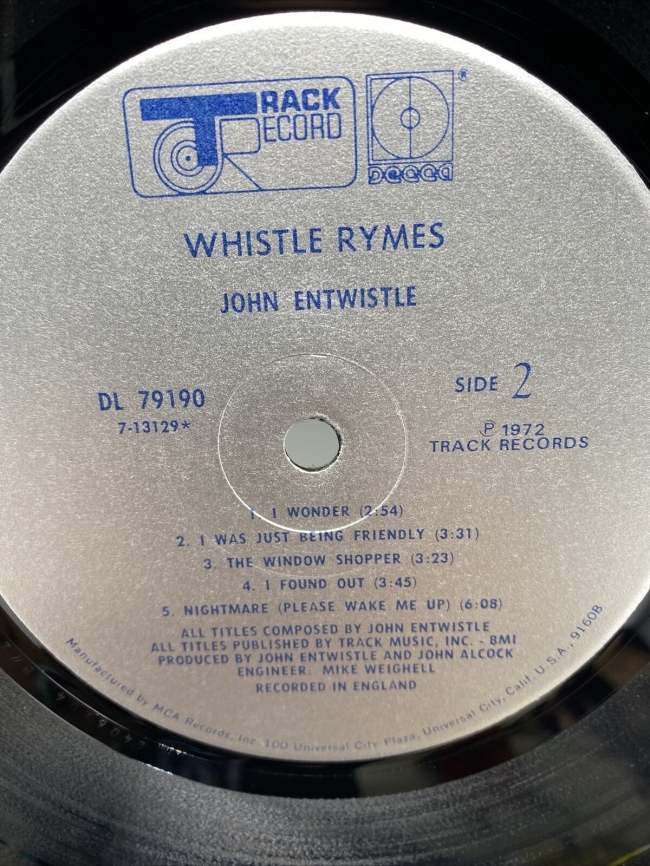 TRACK
RECORD
DECCA
®
WHISTLE RYMES
JOHN ENTWISTLE
DL 79190
7-13129*
SIDE 2
℗ 1972
TRACK RECORDS
1. I WONDER (2:54)
2. I WAS JUST BEING FRIENDLY (3:31)
3. THE WINDOW SHOPPER (3:23)
4. I FOUND OUT (3:45)
5. NIGHTMARE (PLEASE WAKE ME UP) (6:08)
ALL TITLES COMPOSED BY JOHN ENTWISTLE
ALL TITLES PUBLISHED BY TRACK MUSIC, INC. - BMI
PRODUCED BY JOHN ENTWISTLE AND JOHN ALCOCK
ENGINEER: MIKE WEIGHELL
RECORDED IN ENGLAND
Manufactured by MCA Records, Inc. 100 Universal City Plaza, Universal City, Calif. U.S.A. 91608